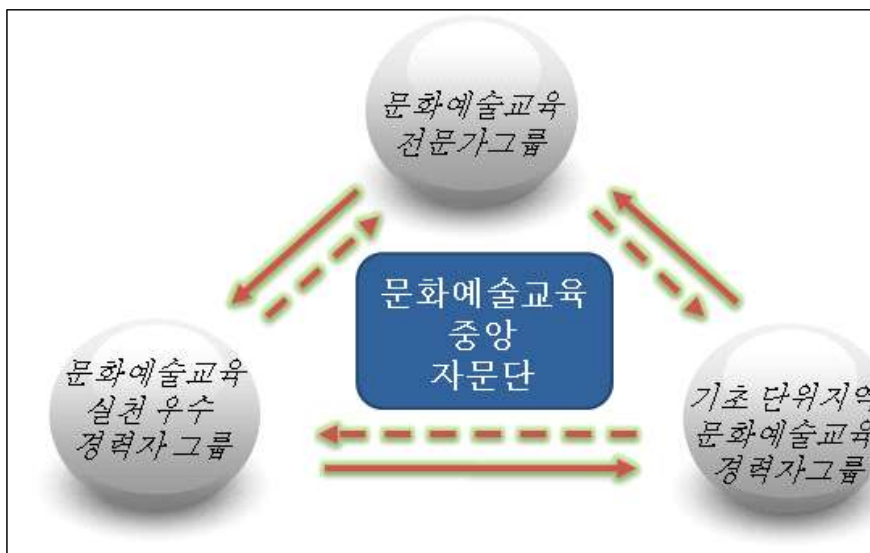 문화예술교육
전문가그룹
문화예술교육
중앙
자문단
문화예술교육
실천 우수
경력자그룹
기초 단위지역
문화예술교육
경력자그룹